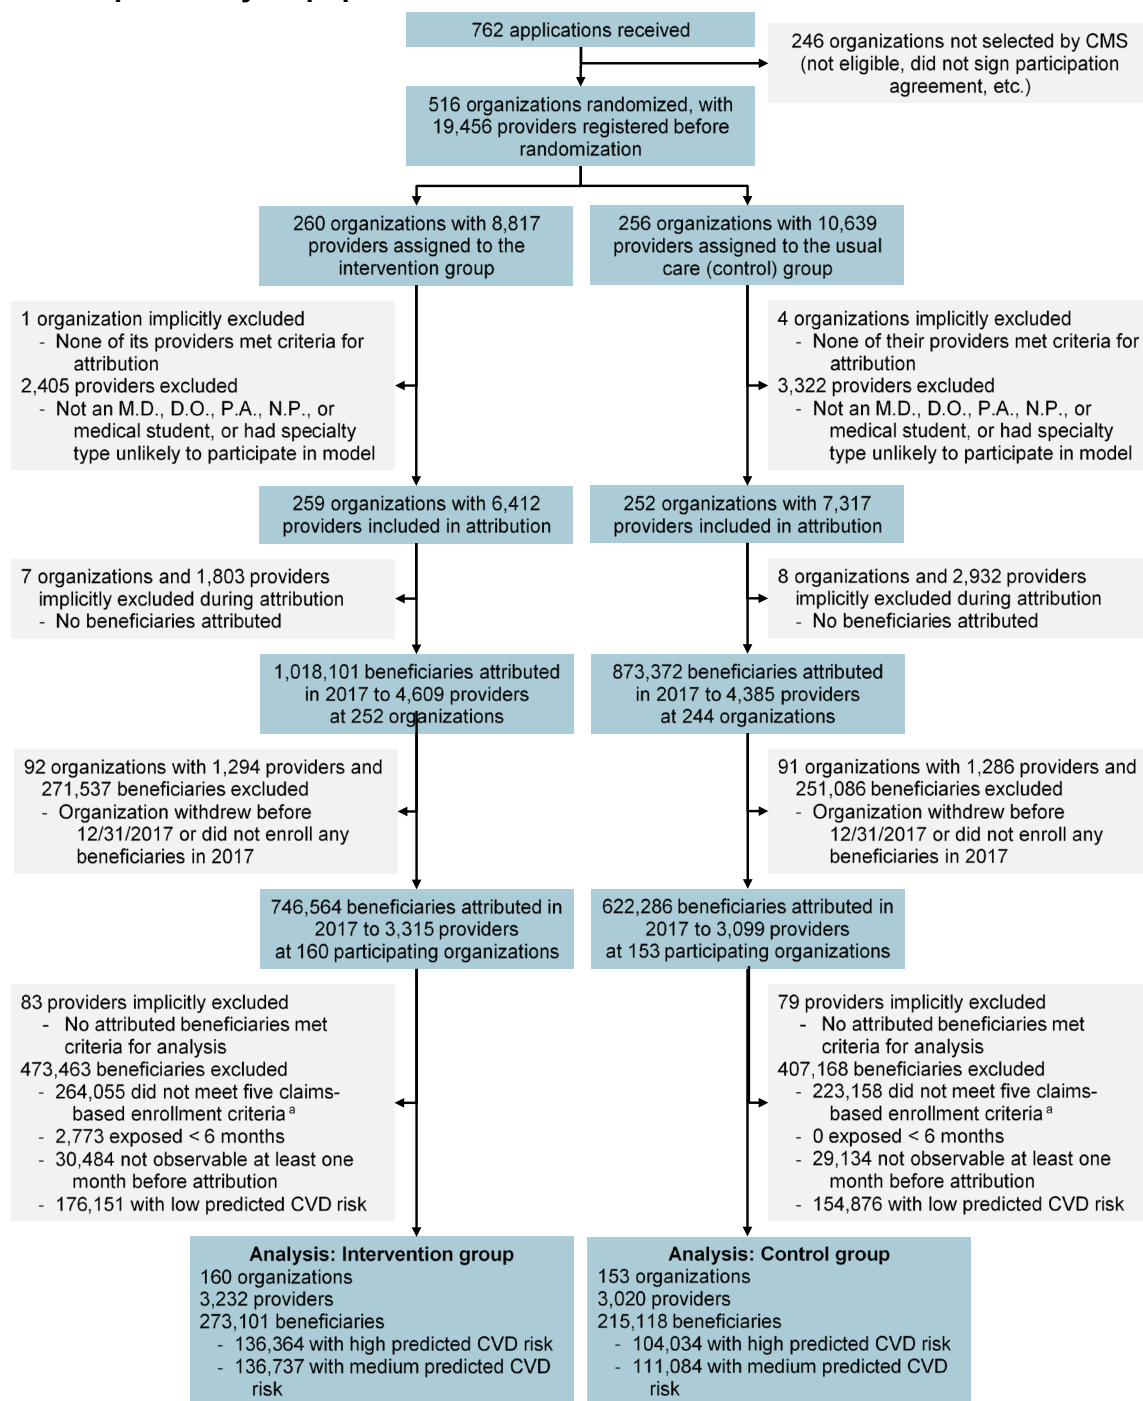 762 applications received
246 organizations not selected by CMS
(not eligible, did not sign participation
agreement, etc.)
516 organizations randomized, with
19,456 providers registered before
randomization
260 organizations with 8,817
providers assigned to the
intervention group
256 organizations with 10,639
providers assigned to the usual
care (control) group
1 organization implicitly excluded
- None of its providers met criteria for
attribution
2,405 providers excluded
- Not an M.D., D.O., P.A., N.P., or
medical student, or had specialty
type unlikely to participate in model
4 organizations implicitly excluded
- None of their providers met criteria for
attribution
3,322 providers excluded
- Not an M.D., D.O., P.A., N.P., or
medical student, or had specialty
type unlikely to participate in model
259 organizations with 6,412
providers included in attribution
252 organizations with 7,317
providers included in attribution
7 organizations and 1,803 providers
implicitly excluded during attribution
- No beneficiaries attributed
8 organizations and 2,932 providers
implicitly excluded during attribution
- No beneficiaries attributed
1,018,101 beneficiaries attributed
in 2017 to 4,609 providers
at 252 organizations
873,372 beneficiaries attributed
in 2017 to 4,385 providers
at 244 organizations
92 organizations with 1,294 providers and
271,537 beneficiaries excluded
- Organization withdrew before
12/31/2017 or did not enroll any
beneficiaries in 2017
91 organizations with 1,286 providers and
251,086 beneficiaries excluded
- Organization withdrew before
12/31/2017 or did not enroll any
beneficiaries in 2017
746,564 beneficiaries attributed in
2017 to 3,315 providers
at 160 participating organizations
622,286 beneficiaries attributed in
2017 to 3,099 providers
at 153 participating organizations
83 providers implicitly excluded
- No attributed beneficiaries met
criteria for analysis
473,463 beneficiaries excluded
- 264,055 did not meet five claims-
based enrollment criteria a
- 2,773 exposed < 6 months
- 30,484 not observable at least one
month before attribution
- 176,151 with low predicted CVD risk
79 providers implicitly excluded
- No attributed beneficiaries met
criteria for analysis
407,168 beneficiaries excluded
- 223,158 did not meet five claims-
based enrollment criteria a
- 0 exposed < 6 months
- 29,134 not observable at least one
month before attribution
- 154,876 with low predicted CVD risk
Analysis: Intervention group
160 organizations
3,232 providers
273,101 beneficiaries
- 136,364 with high predicted CVD risk
- 136,737 with medium predicted CVD
risk
Analysis: Control group
153 organizations
3,020 providers
215,118 beneficiaries
- 104,034 with high predicted CVD risk
- 111,084 with medium predicted CVD
risk